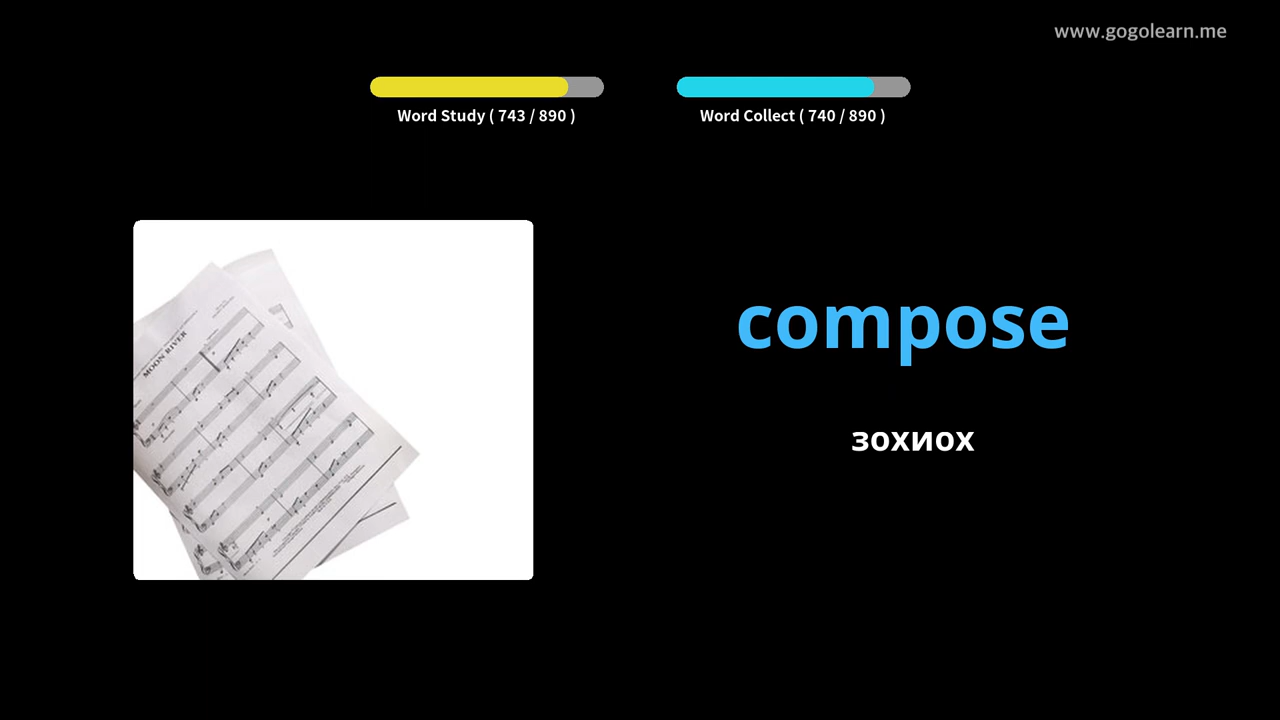 www.gogolearn.me
Word Study ( 743 / 890 )
Word Collect ( 740 / 890 )
MOON RIVER
compose
зохиох